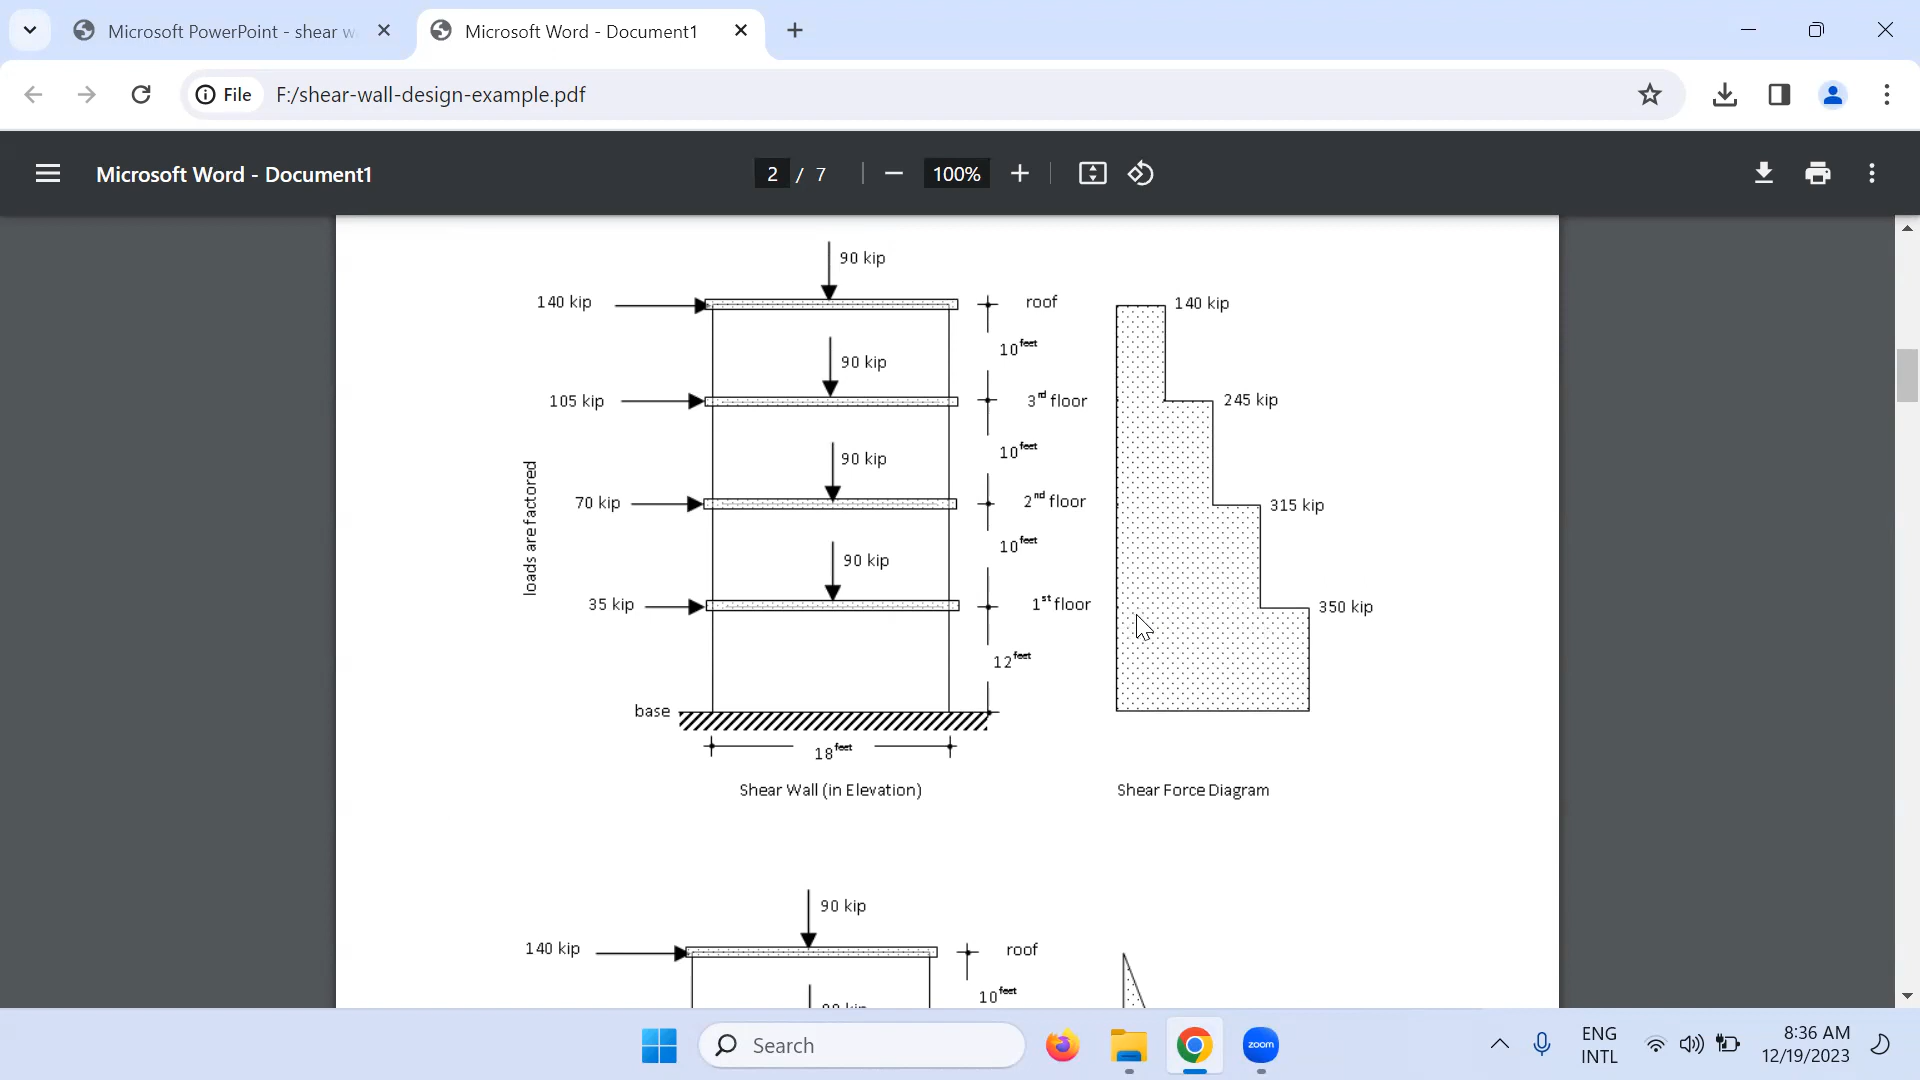 Microsoft PowerPoint - shear w
Microsoft Word - Document1
File
F:/shear-wall-design-example.pdf
Microsoft Word - Document1
2 / 7
100%
90 kip
140 kip
roof
140 kip
10 feet
90 kip
105 kip
3rd floor
245 kip
10 feet
90 kip
loads are factored
70 kip
2nd floor
315 kip
10 feet
90 kip
35 kip
1st floor
350 kip
12 feet
base
18 feet
Shear Wall (in Elevation)
Shear Force Diagram
90 kip
140 kip
roof
10 feet
90 kip
Search
zoom
ENG
INTL
8:36 AM
12/19/2023